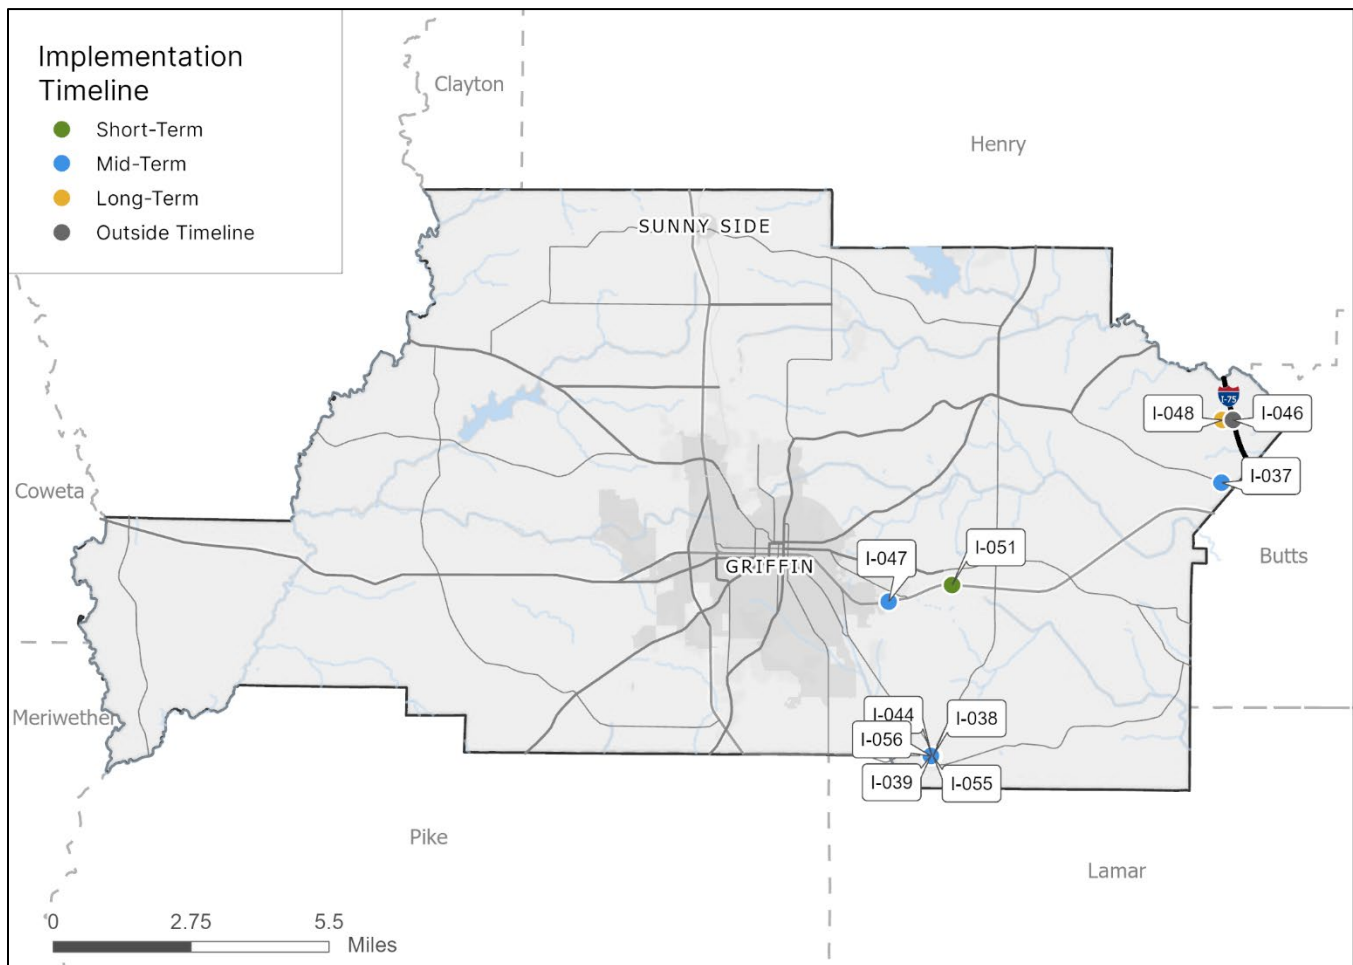 Implementation
Timeline
Short-Term
Mid-Term
Long-Term
Outside Timeline
Clayton
Henry
SUNNY SIDE
I-75
I-048
I-046
I-037
Coweta
I-051
I-047
GRIFFIN
Butts
Meriwether
I-044
I-038
I-056
I-039
I-055
Pike
Lamar
0 2.75 5.5
Miles